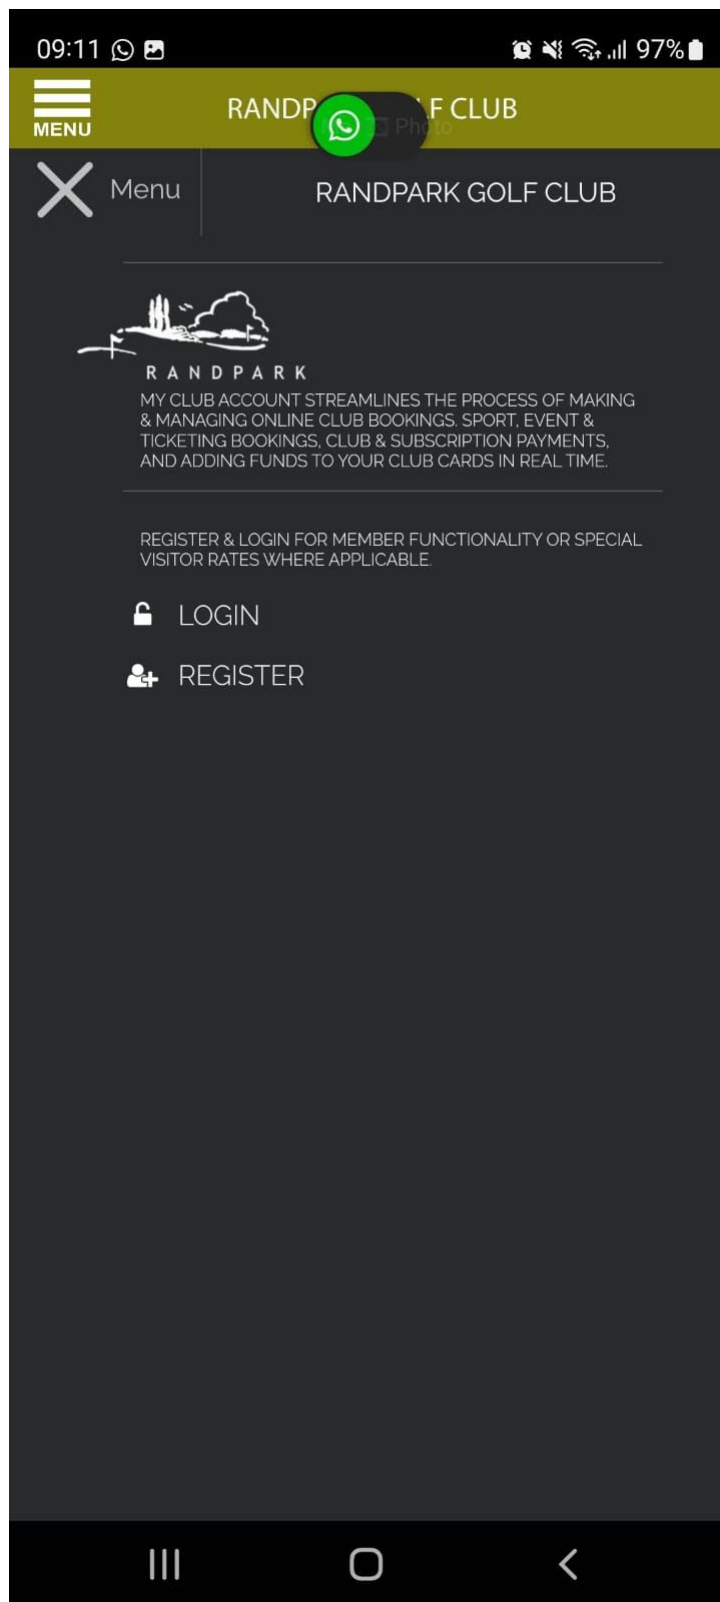 09:11
97%
MENU
RANDP F CLUB
Photo
Menu
RANDPARK GOLF CLUB
RANDPARK
MY CLUB ACCOUNT STREAMLINES THE PROCESS OF MAKING
& MANAGING ONLINE CLUB BOOKINGS. SPORT, EVENT &
TICKETING BOOKINGS, CLUB & SUBSCRIPTION PAYMENTS,
AND ADDING FUNDS TO YOUR CLUB CARDS IN REAL TIME.
REGISTER & LOGIN FOR MEMBER FUNCTIONALITY OR SPECIAL
VISITOR RATES WHERE APPLICABLE.
LOGIN
REGISTER